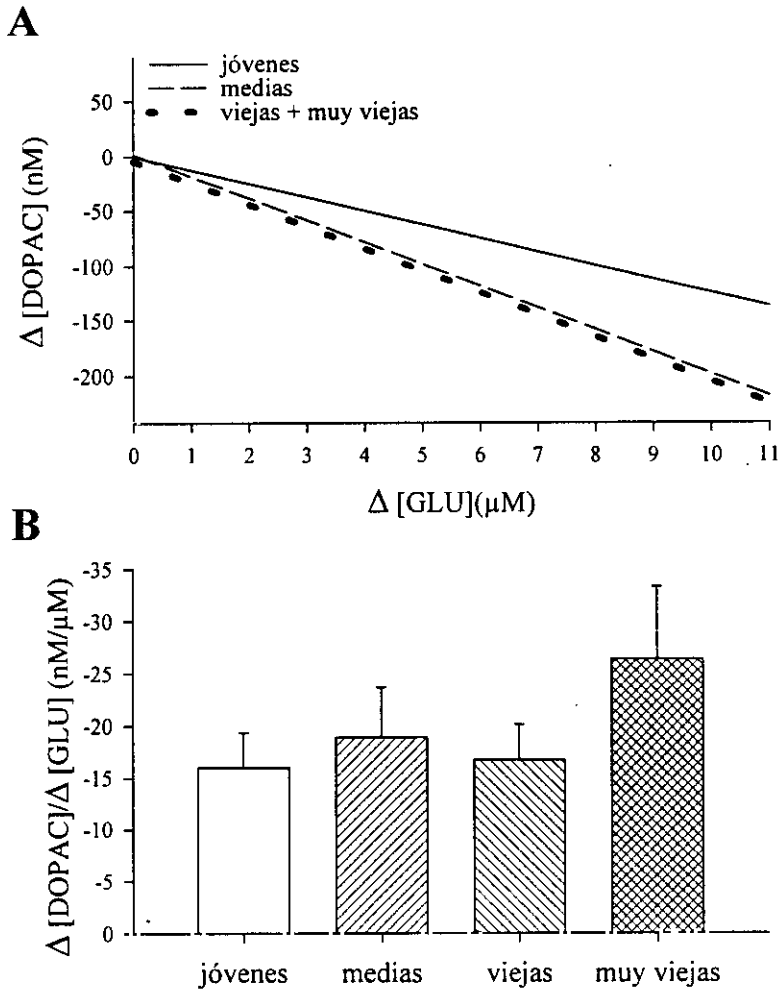 A
jóvenes
medias
viejas + muy viejas
Δ [DOPAC] (nM)
50
0
-50
-100
-150
-200
0 1 2 3 4 5 6 7 8 9 10 11
Δ [GLU](µM)
B
Δ [DOPAC]/Δ [GLU] (nM/µM)
-35
-30
-25
-20
-15
-10
-5
0
jóvenes medias viejas muy viejas